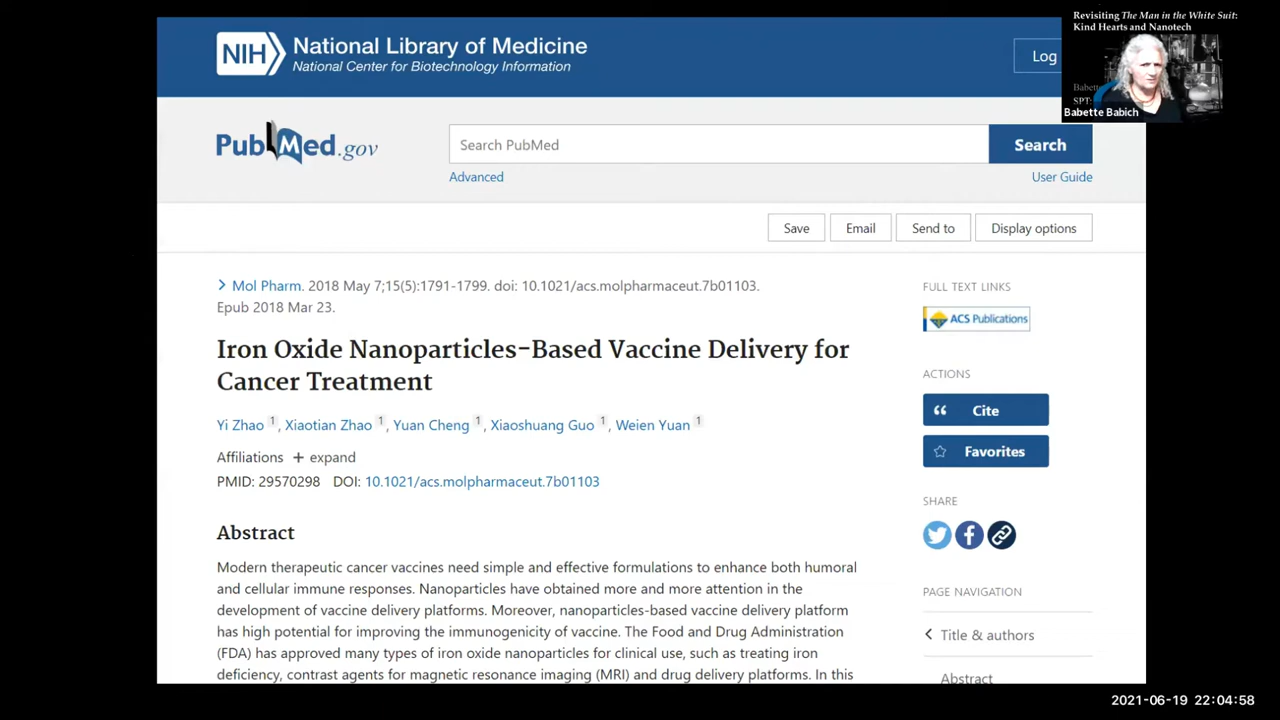 Revisiting The Man in the White Suit:
Kind Hearts and Nanotech
Babette
SPT:
Babette Babich
NIH National Library of Medicine
National Center for Biotechnology Information
Log
PubMed.gov
Search PubMed
Search
Advanced
User Guide
Save Email Send to Display options
Mol Pharm. 2018 May 7;15(5):1791-1799. doi: 10.1021/acs.molpharmaceut.7b01103.
Epub 2018 Mar 23.
Iron Oxide Nanoparticles-Based Vaccine Delivery for
Cancer Treatment
Yi Zhao 1, Xiaotian Zhao 1, Yuan Cheng 1, Xiaoshuang Guo 1, Weien Yuan 1
Affiliations + expand
PMID: 29570298 DOI: 10.1021/acs.molpharmaceut.7b01103
Abstract
Modern therapeutic cancer vaccines need simple and effective formulations to enhance both humoral
and cellular immune responses. Nanoparticles have obtained more and more attention in the
development of vaccine delivery platforms. Moreover, nanoparticles-based vaccine delivery platform
has high potential for improving the immunogenicity of vaccine. The Food and Drug Administration
(FDA) has approved many types of iron oxide nanoparticles for clinical use, such as treating iron
deficiency, contrast agents for magnetic resonance imaging (MRI) and drug delivery platforms. In this
FULL TEXT LINKS
ACS Publications
ACTIONS
Cite
Favorites
SHARE
PAGE NAVIGATION
Title & authors
Abstract
2021-06-19 22:04:58